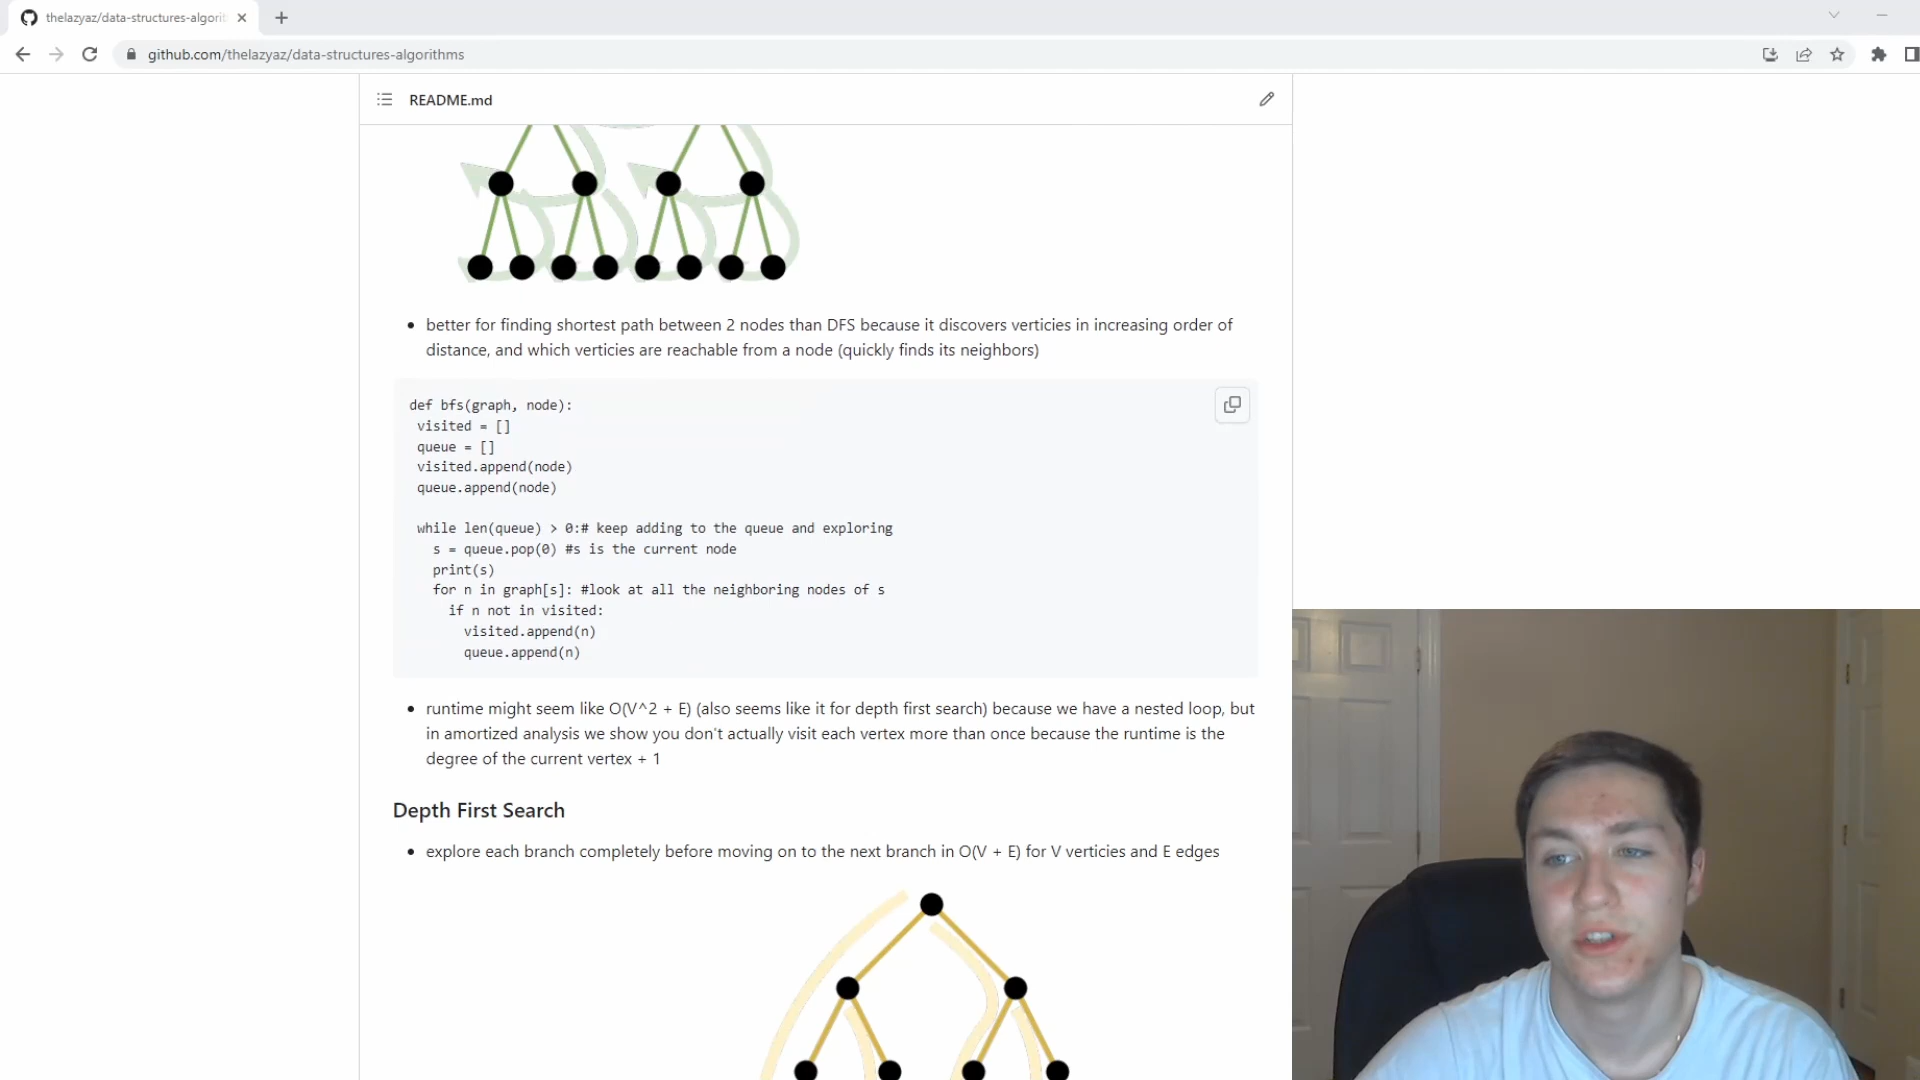 thelazyaz/data-structures-algorit
github.com/thelazyaz/data-structures-algorithms
README.md
• better for finding shortest path between 2 nodes than DFS because it discovers verticies in increasing order of
distance, and which verticies are reachable from a node (quickly finds its neighbors)
def bfs(graph, node):
visited = []
queue = []
visited.append(node)
queue.append(node)
while len(queue) > 0:# keep adding to the queue and exploring
s = queue.pop(0) #s is the current node
print(s)
for n in graph[s]: #look at all the neighboring nodes of s
if n not in visited:
visited.append(n)
queue.append(n)
• runtime might seem like O(V^2 + E) (also seems like it for depth first search) because we have a nested loop, but
in amortized analysis we show you don't actually visit each vertex more than once because the runtime is the
degree of the current vertex + 1
Depth First Search
• explore each branch completely before moving on to the next branch in O(V + E) for V verticies and E edges